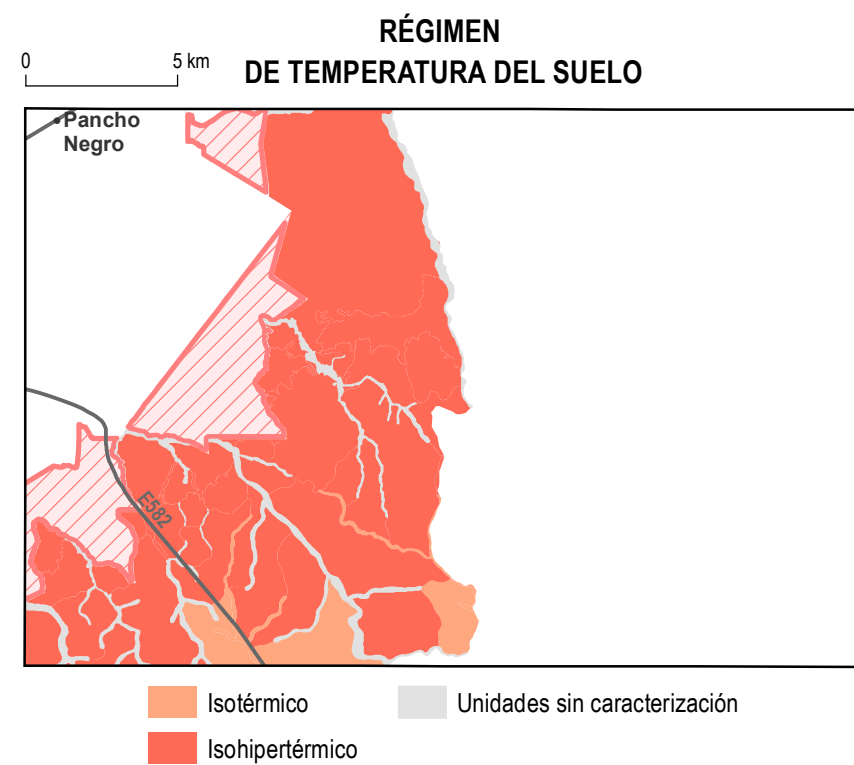 RÉGIMEN
DE TEMPERATURA DEL SUELO
0 5 km
Pancho
Negro
E582
Isotérmico
Unidades sin caracterización
Isohipertérmico